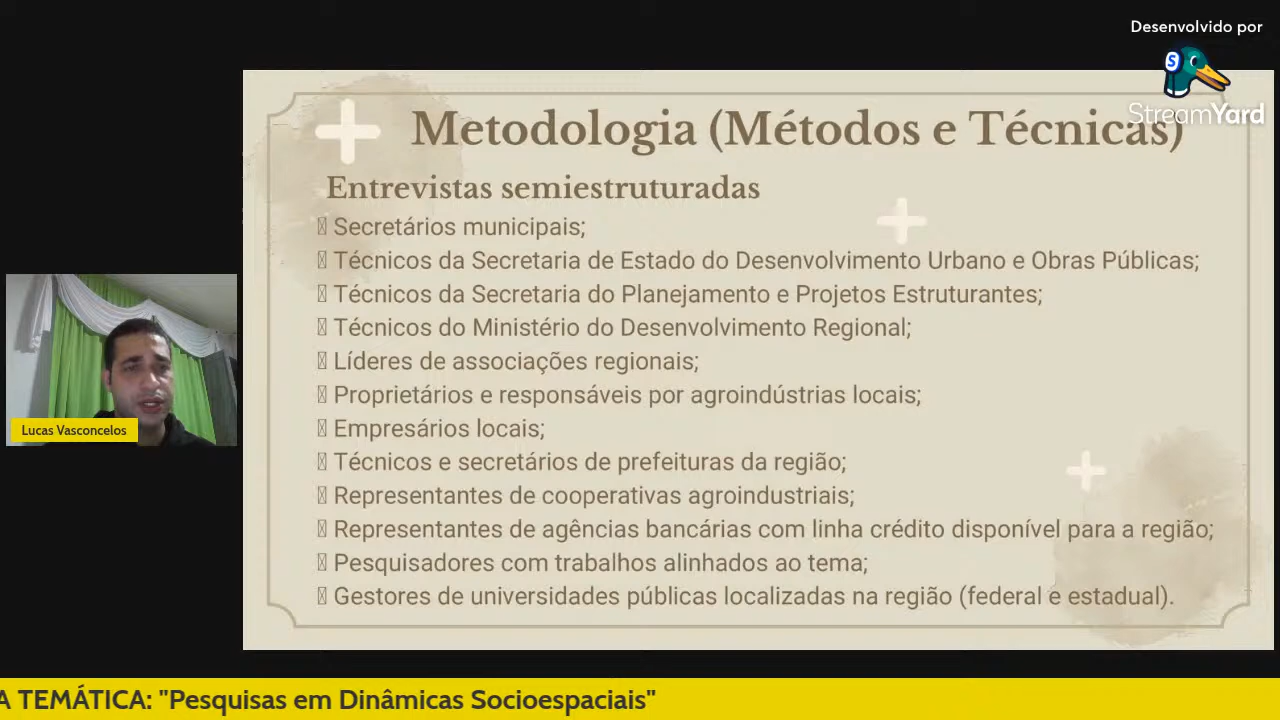 Desenvolvido por
StreamYard
Metodologia (Métodos e Técnicas)
Entrevistas semiestruturadas
Secretários municipais;
Técnicos da Secretaria de Estado do Desenvolvimento Urbano e Obras Públicas;
Técnicos da Secretaria do Planejamento e Projetos Estruturantes;
Técnicos do Ministério do Desenvolvimento Regional;
Líderes de associações regionais;
Proprietários e responsáveis por agroindústrias locais;
Empresários locais;
Técnicos e secretários de prefeituras da região;
Representantes de cooperativas agroindustriais;
Representantes de agências bancárias com linha crédito disponível para a região;
Pesquisadores com trabalhos alinhados ao tema;
Gestores de universidades públicas localizadas na região (federal e estadual).
Lucas Vasconcelos
A TEMÁTICA: "Pesquisas em Dinâmicas Socioespaciais"